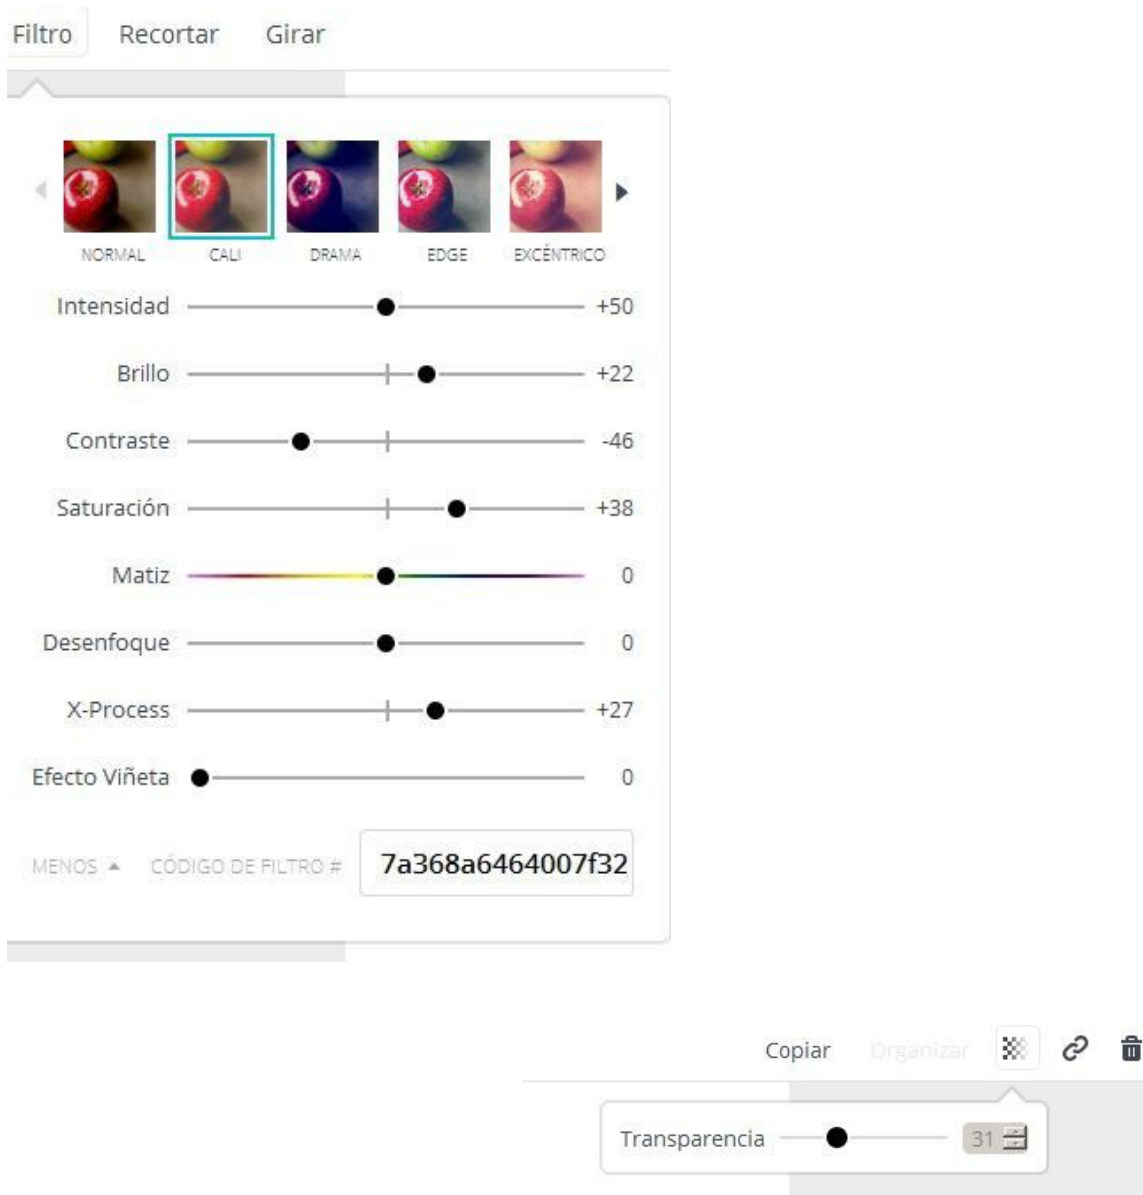 Filtro Recortar Girar
NORMAL CALI DRAMA EDGE EXCÉNTRICO
Intensidad +50
Brillo +22
Contraste -46
Saturación +38
Matiz 0
Desenfoque 0
X-Process +27
Efecto Viñeta 0
MENOS CÓDIGO DE FILTRO # 7a368a6464007f32
Copiar Organizar
Transparencia 31